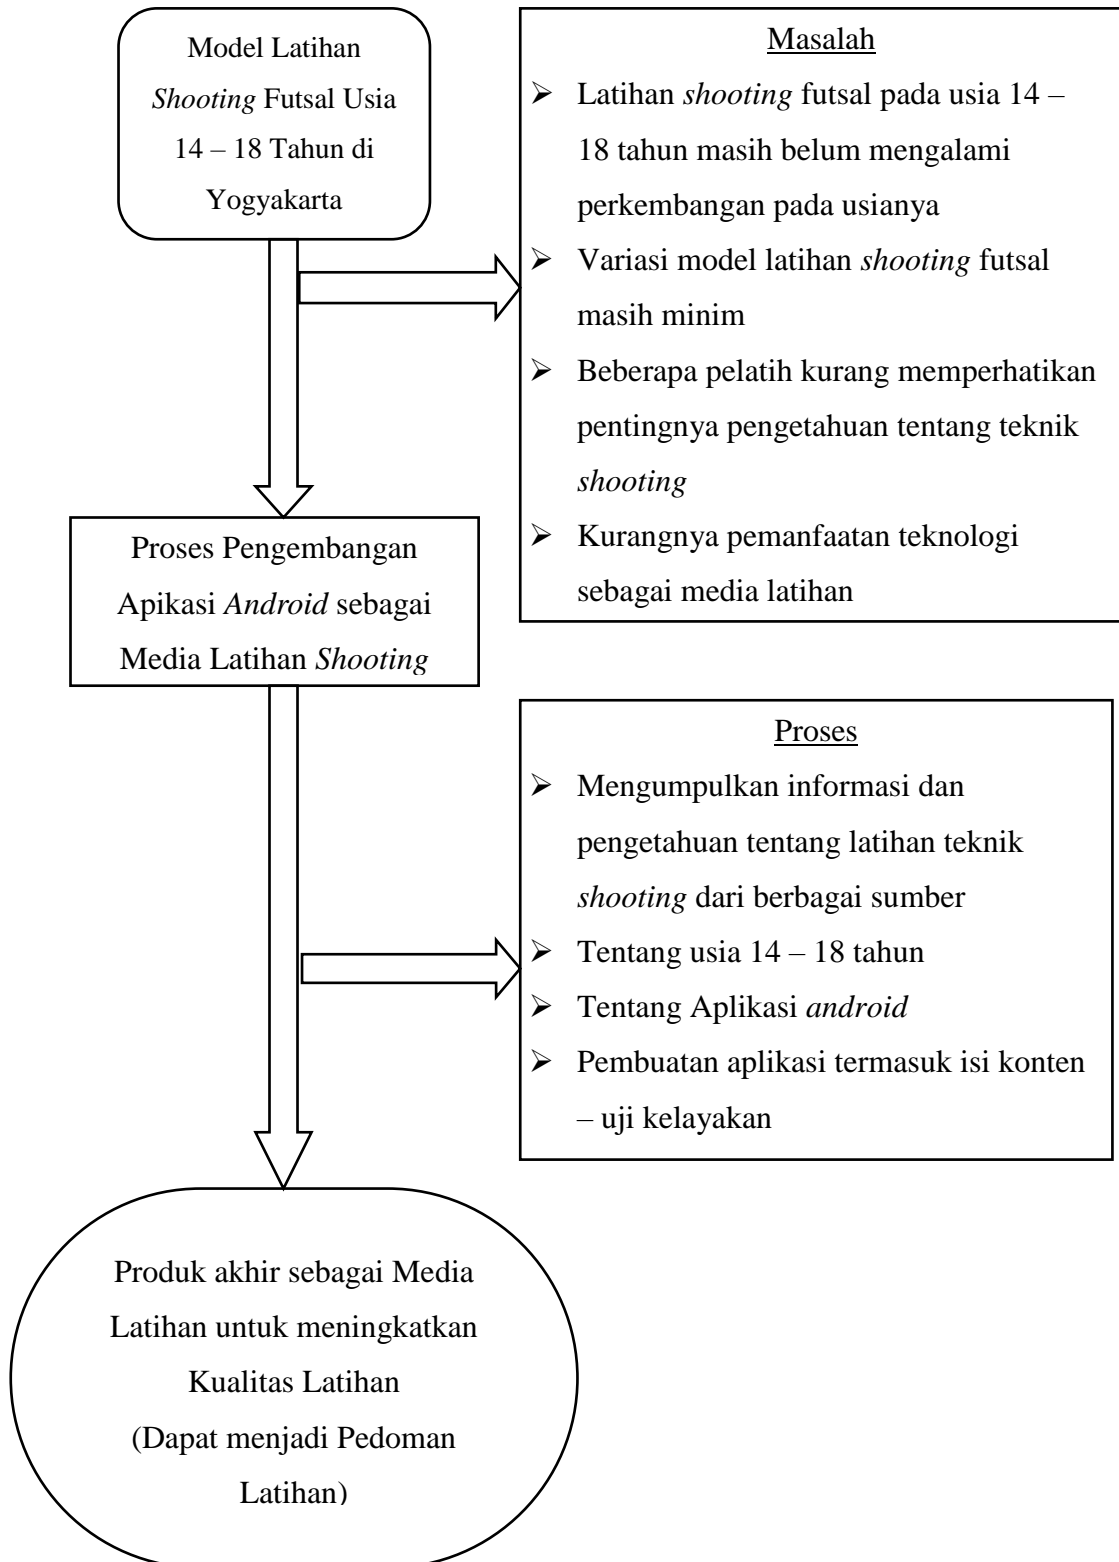 Model Latihan
Shooting Futsal Usia
14 – 18 Tahun di
Yogyakarta
Masalah
➢ Latihan shooting futsal pada usia 14 –
18 tahun masih belum mengalami
perkembangan pada usianya
➢ Variasi model latihan shooting futsal
masih minim
➢ Beberapa pelatih kurang memperhatikan
pentingnya pengetahuan tentang teknik
shooting
➢ Kurangnya pemanfaatan teknologi
sebagai media latihan
Proses Pengembangan
Apikasi Android sebagai
Media Latihan Shooting
Proses
➢ Mengumpulkan informasi dan
pengetahuan tentang latihan teknik
shooting dari berbagai sumber
➢ Tentang usia 14 – 18 tahun
➢ Tentang Aplikasi android
➢ Pembuatan aplikasi termasuk isi konten
– uji kelayakan
Produk akhir sebagai Media
Latihan untuk meningkatkan
Kualitas Latihan
(Dapat menjadi Pedoman
Latihan)